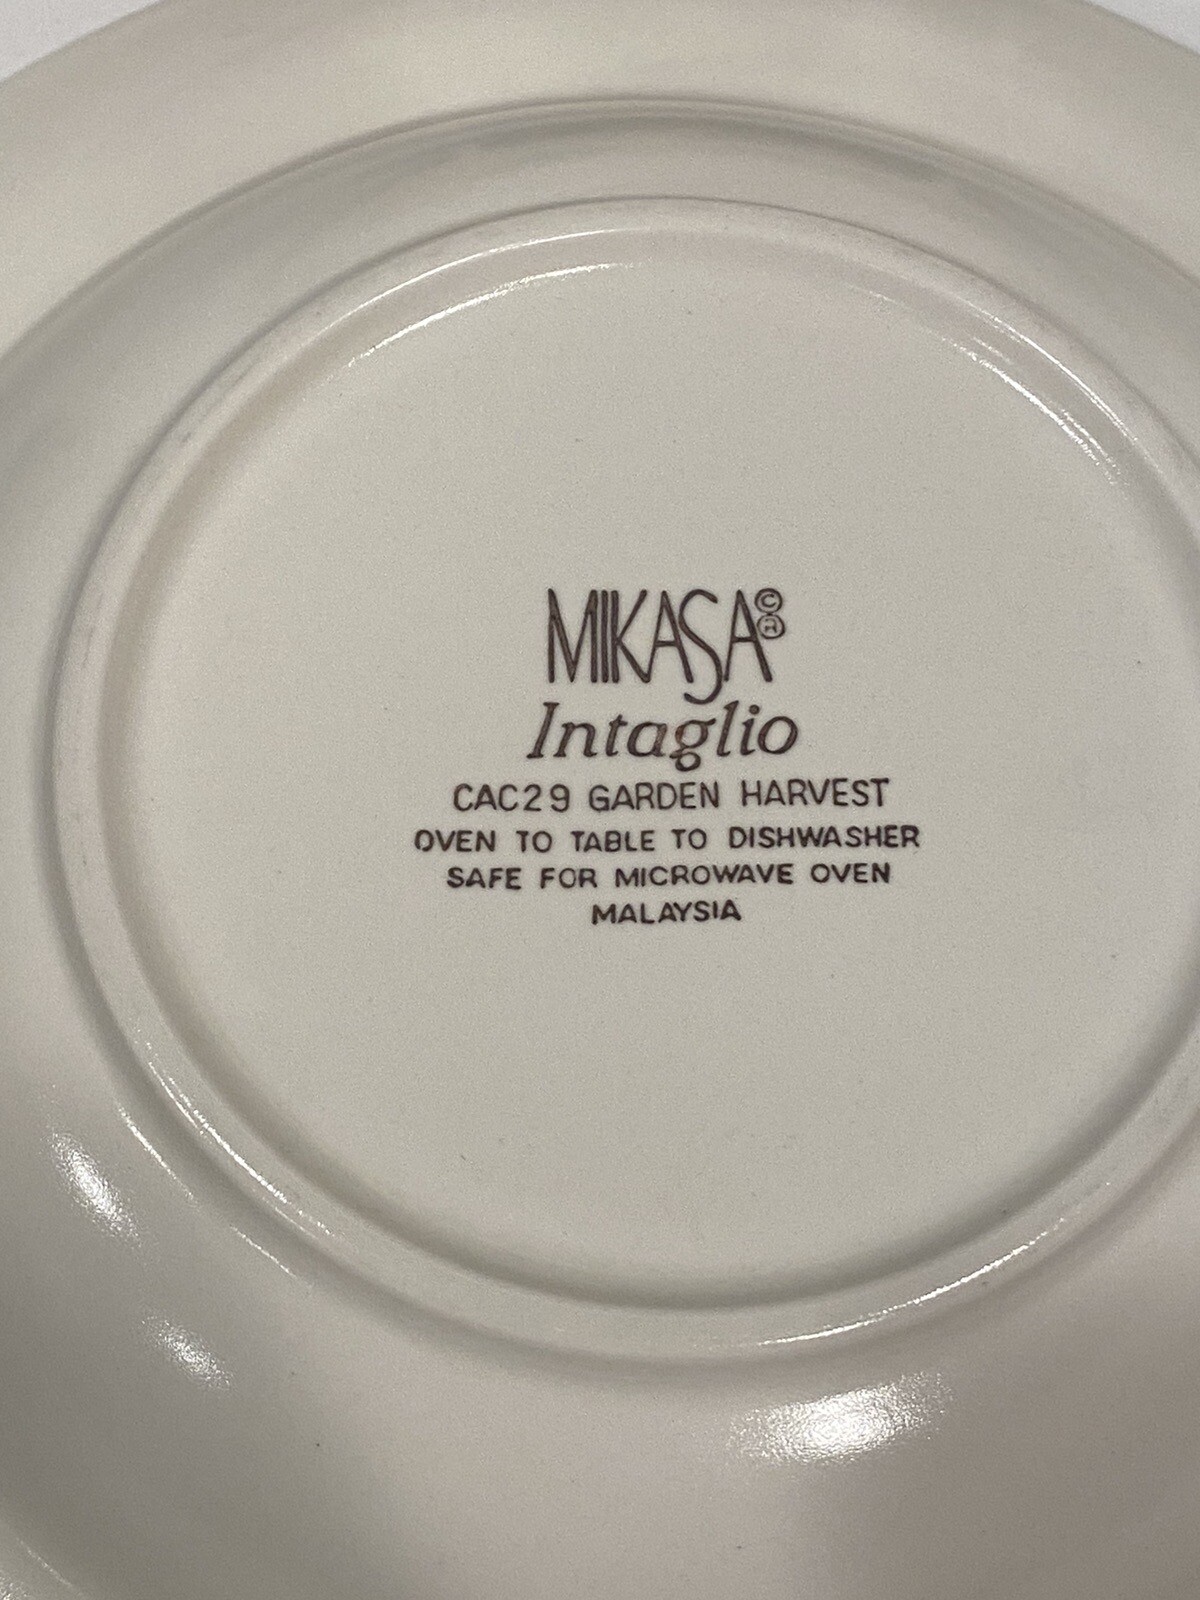 MIKASA©®
Intaglio
CAC29 GARDEN HARVEST
OVEN TO TABLE TO DISHWASHER
SAFE FOR MICROWAVE OVEN
MALAYSIA